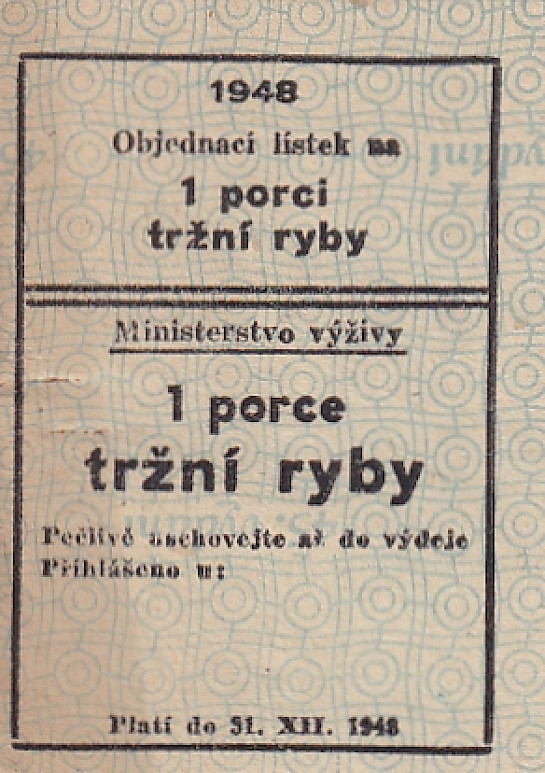 1948
Objednací lístek na
1 porci
tržní ryby
Ministerstvo výživy
1 porce
tržní ryby
Pečlivě uschovejte až do výdeje
Přihlášeno u:
Platí do 31. XII. 1948